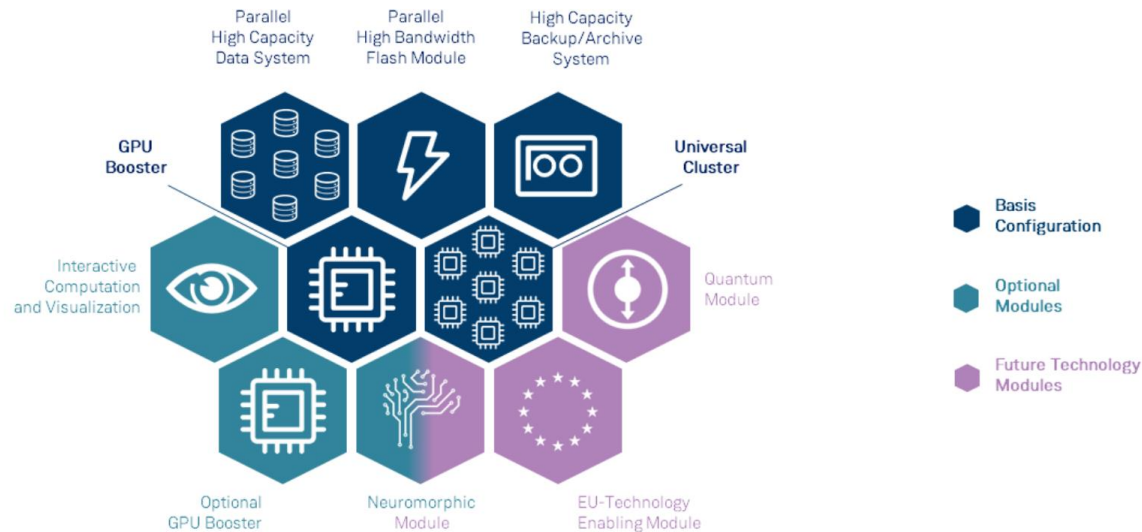 Parallel
High Capacity
Data System
Parallel
High Bandwidth
Flash Module
High Capacity
Backup/Archive
System
GPU
Booster
Universal
Cluster
Interactive
Computation
and Visualization
Quantum
Module
Optional
GPU Booster
Neuromorphic
Module
EU-Technology
Enabling Module
Basis
Configuration
Optional
Modules
Future Technology
Modules